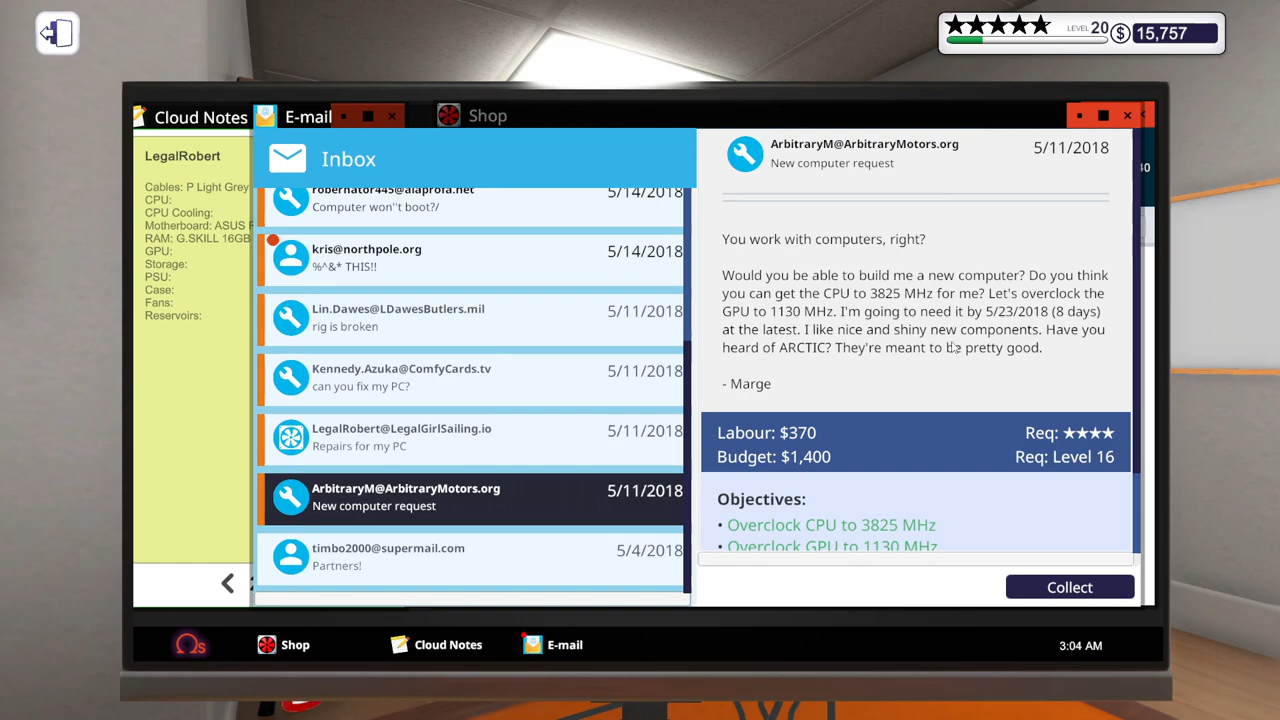 LEVEL 20 $ 15,757
Cloud Notes
E-mail
Shop
LegalRobert
Cables: P Light Grey
CPU:
CPU Cooling:
Motherboard: ASUS
RAM: G.SKILL 16GB
GPU:
Storage:
PSU:
Case:
Fans:
Reservoirs:
Inbox
robernator445@alaprofa.net 5/14/2018
Computer won''t boot?/
kris@northpole.org 5/14/2018
%^&* THIS!!
Lin.Dawes@LDawesButlers.mil 5/11/2018
rig is broken
Kennedy.Azuka@ComfyCards.tv 5/11/2018
can you fix my PC?
LegalRobert@LegalGirlSailing.io 5/11/2018
Repairs for my PC
ArbitraryM@ArbitraryMotors.org 5/11/2018
New computer request
timbo2000@supermail.com 5/4/2018
Partners!
ArbitraryM@ArbitraryMotors.org 5/11/2018
New computer request
You work with computers, right?
Would you be able to build me a new computer? Do you think
you can get the CPU to 3825 MHz for me? Let's overclock the
GPU to 1130 MHz. I'm going to need it by 5/23/2018 (8 days)
at the latest. I like nice and shiny new components. Have you
heard of ARCTIC? They're meant to be pretty good.
- Marge
Labour: $370 Req: ★★★★
Budget: $1,400 Req: Level 16
Objectives:
• Overclock CPU to 3825 MHz
• Overclock GPU to 1130 MHz
Collect
Shop
Cloud Notes
E-mail
3:04 AM